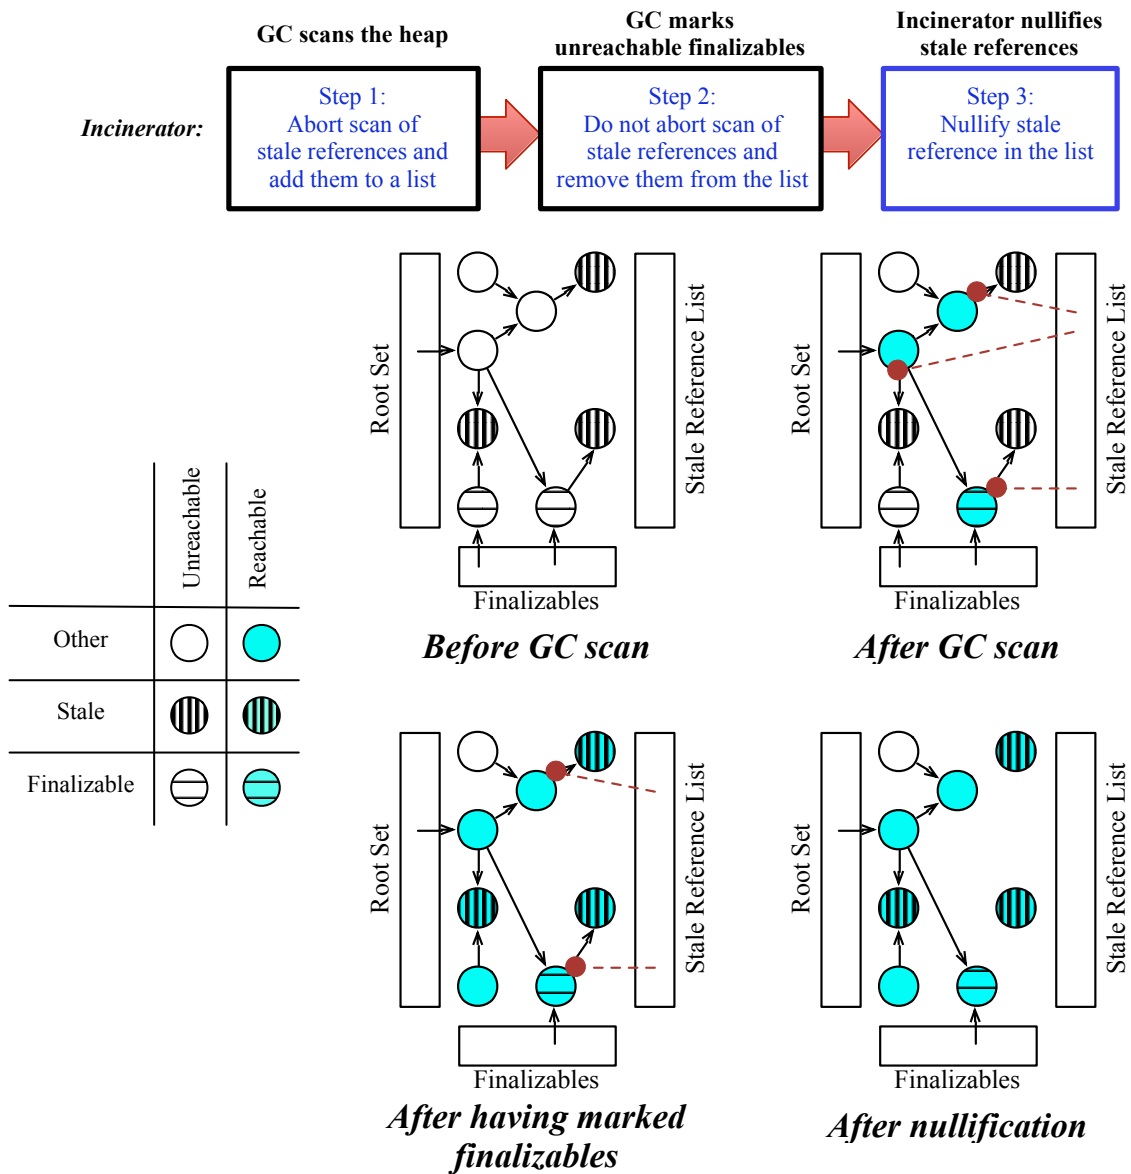 GC scans the heap
GC marks
unreachable finalizables
Incinerator nullifies
stale references
Incinerator:
Step 1:
Abort scan of
stale references and
add them to a list
Step 2:
Do not abort scan of
stale references and
remove them from the list
Step 3:
Nullify stale
reference in the list
Root Set
Stale Reference List
Finalizables
Before GC scan
Root Set
Stale Reference List
Finalizables
After GC scan
Unreachable
Reachable
Other
Stale
Finalizable
Root Set
Stale Reference List
Finalizables
After having marked
finalizables
Root Set
Stale Reference List
Finalizables
After nullification